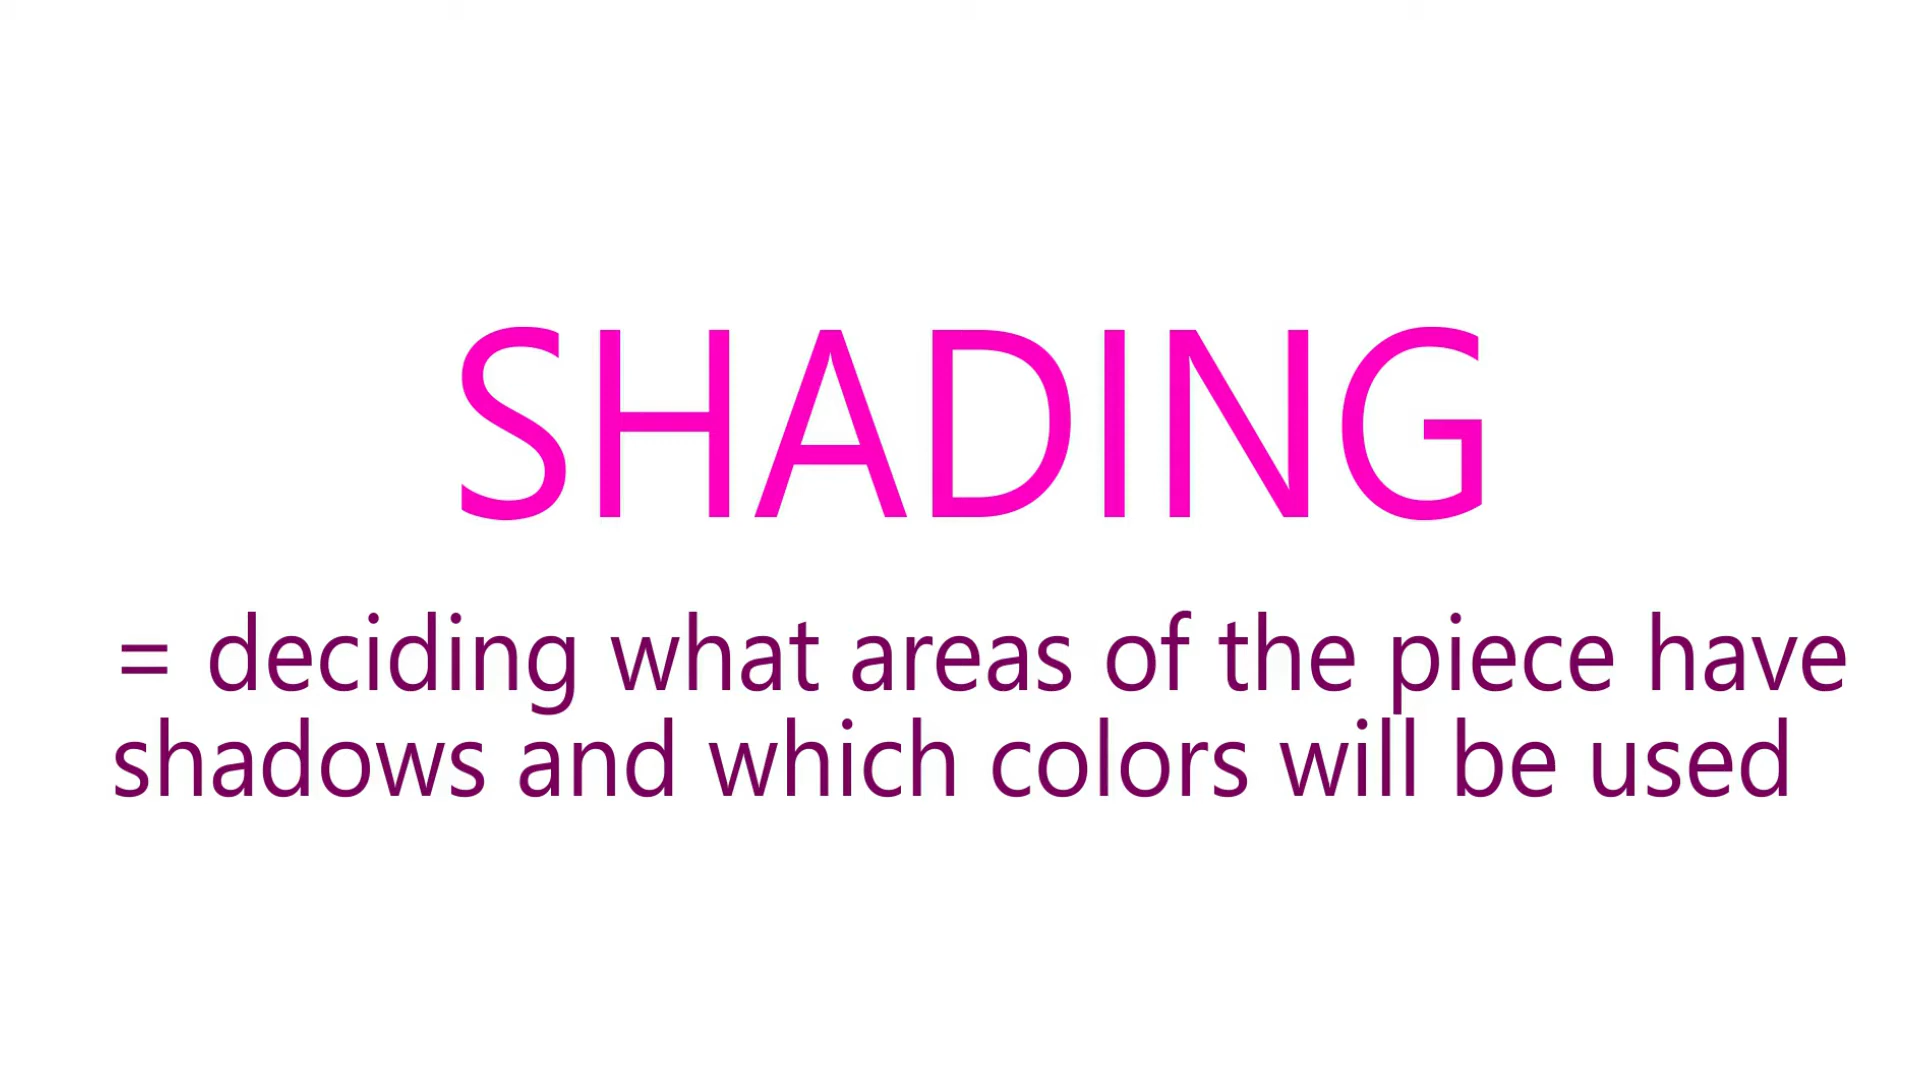 SHADING
= deciding what areas of the piece have
shadows and which colors will be used